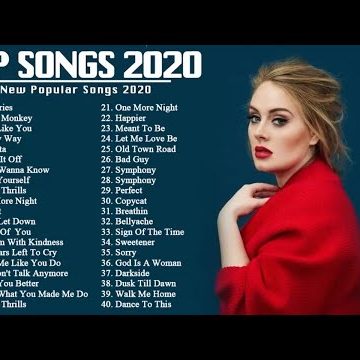 P SONGS 2020
New Popular Songs 2020
ries
Monkey
Like You
Way
ta
It Off
Wanna Know
Yourself
Thrills
More Night
t
Let Down
Of You
m With Kindness
ars Left To Cry
Me Like You Do
n't Talk Anymore
You Better
What You Made Me Do
Thrills
21. One More Night
22. Happier
23. Meant To Be
24. Let Me Love Be
25. Old Town Road
26. Bad Guy
27. Symphony
28. Symphony
29. Perfect
30. Copycat
31. Breathin
32. Bellyache
33. Sign Of The Time
34. Sweetener
35. Sorry
36. God Is A Woman
37. Darkside
38. Dusk Till Dawn
39. Walk Me Home
40. Dance To This